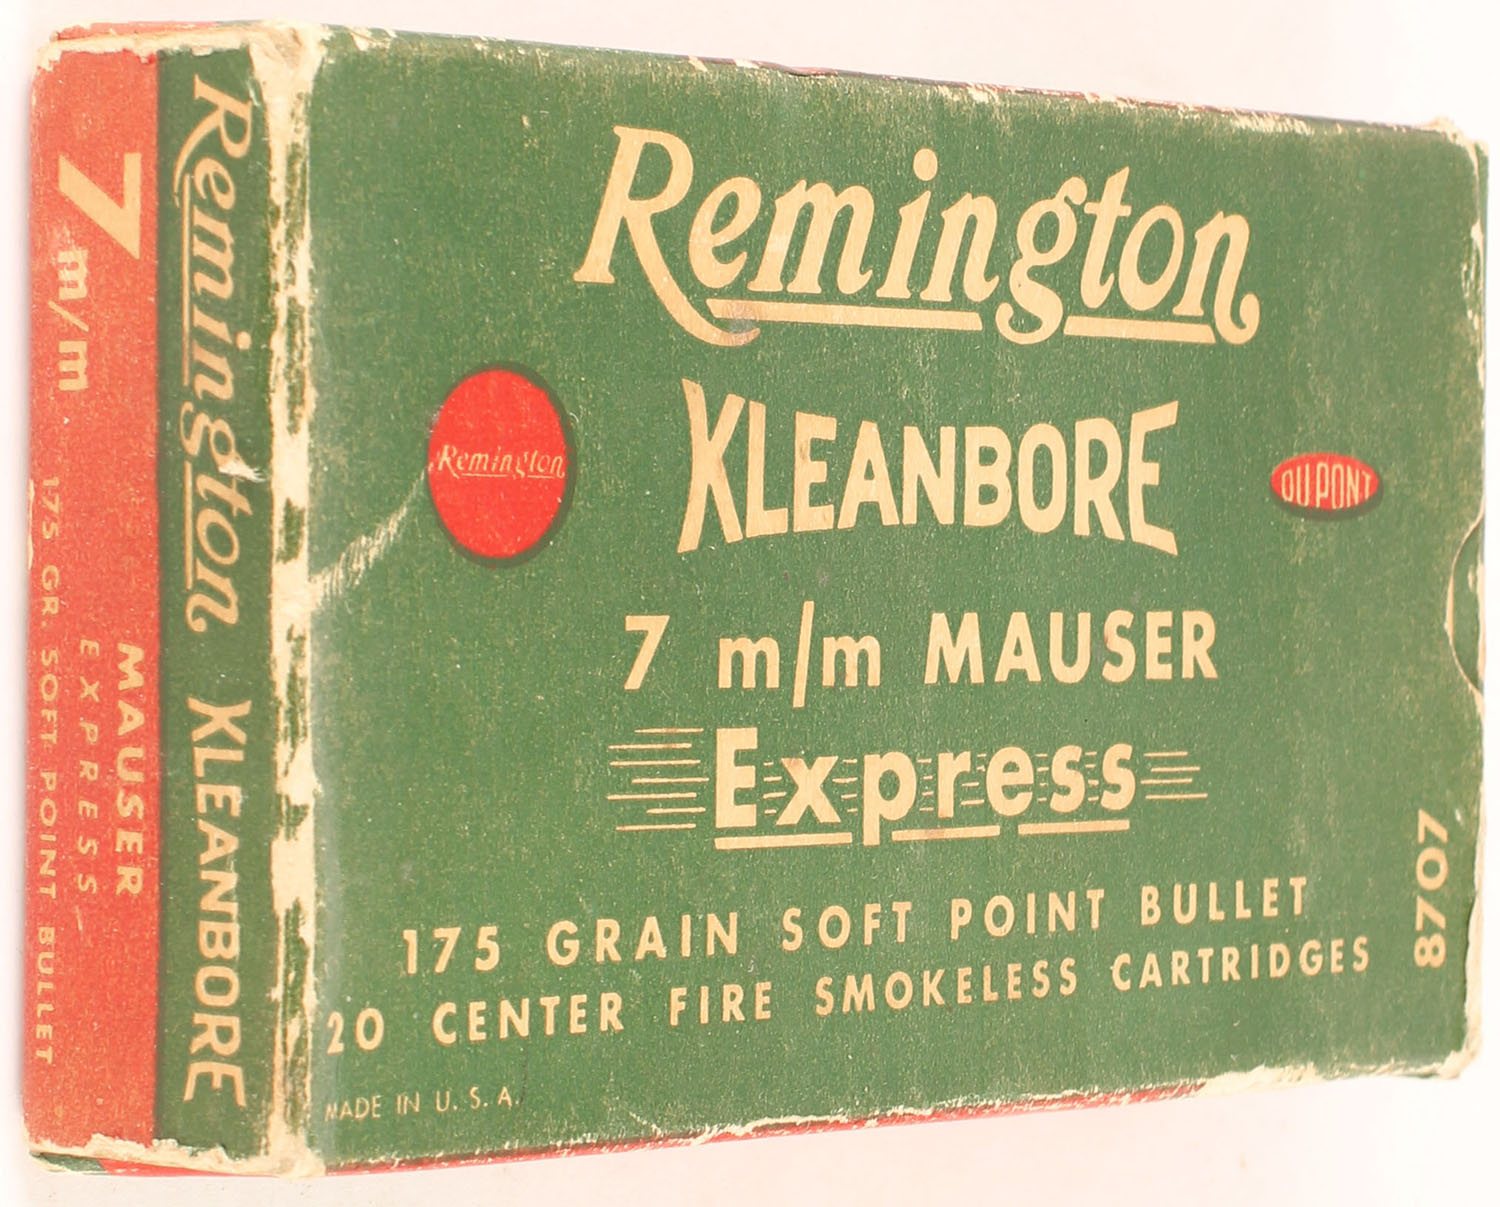 Remington
KLEANBORE
Remington
DU PONT
7 m/m MAUSER
Express
175 GRAIN SOFT POINT BULLET
20 CENTER FIRE SMOKELESS CARTRIDGES
MADE IN U. S. A.
8707
Remington KLEANBORE
7 m/m MAUSER
EXPRESS
175 GR. SOFT POINT BULLET